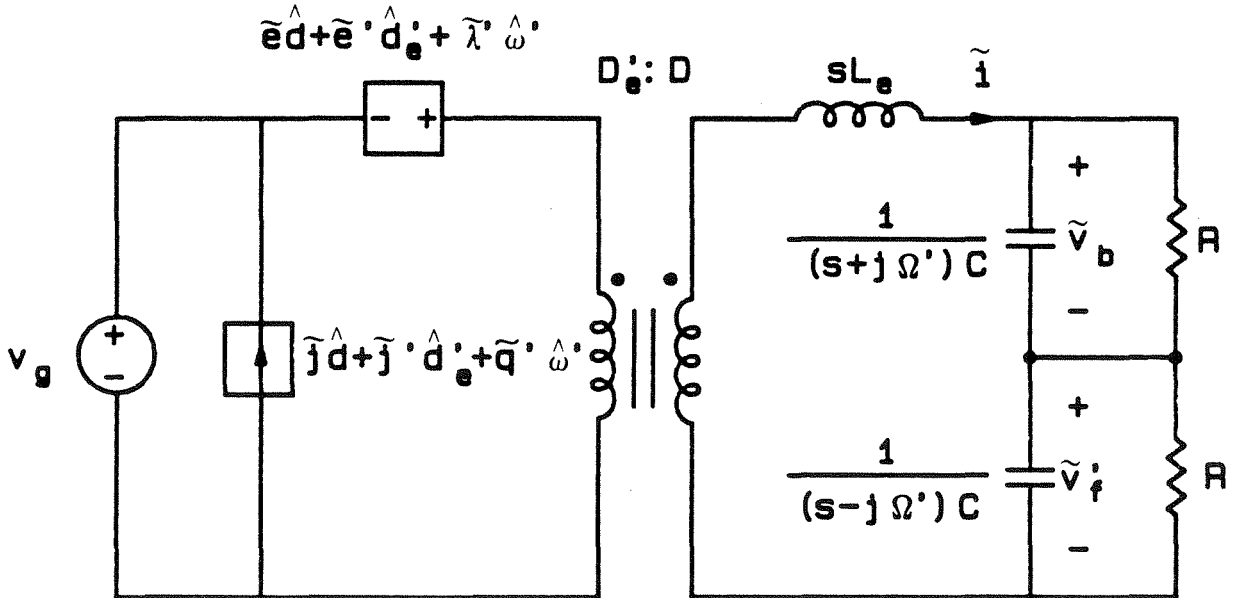 ẽd̂+ẽ'd̂'ₑ+λ̃'ω̂'
D'ₑ:D
sLₑ
ĩ
+
1
(s+jΩ')C
ṽ_b
R
−
v_g
j̃d̂+j̃'d̂'ₑ+q̃'ω̂'
+
1
(s-jΩ')C
ṽ'_f
R
−